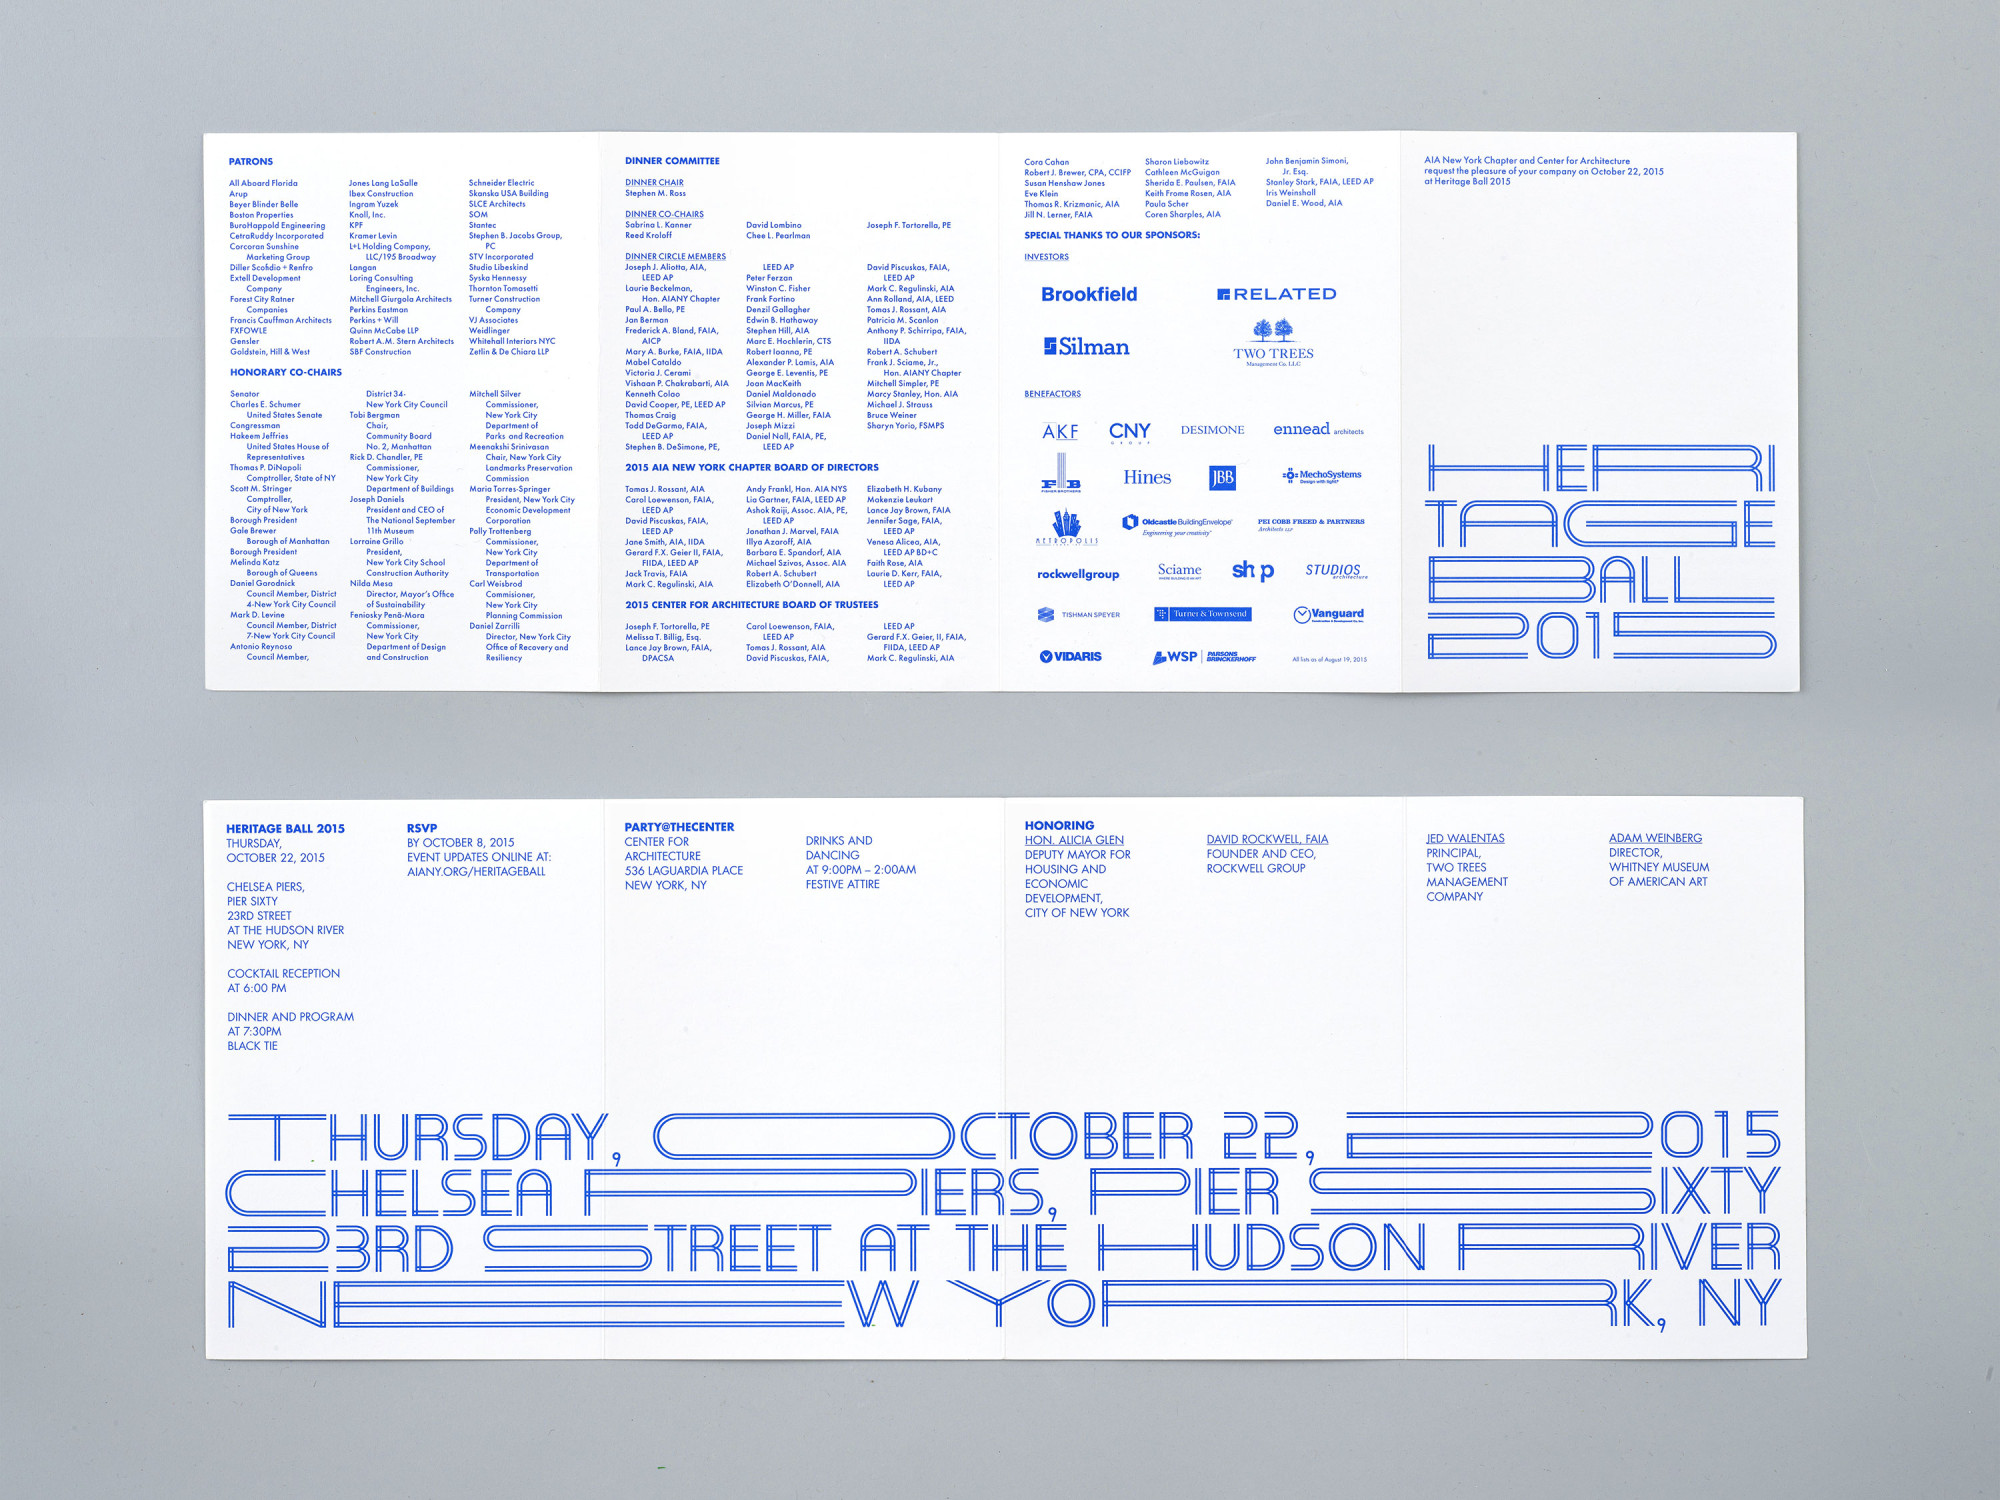 PATRONS
All Aboard Florida
Arup
Beyer Blinder Belle
Boston Properties
BuroHappold Engineering
CetraRuddy Incorporated
Corcoran Sunshine
Marketing Group
Diller Scofidio + Renfro
Extell Development
Company
Forest City Ratner
Companies
Francis Cauffman Architects
FXFOWLE
Gensler
Goldstein, Hill & West
Jones Lang LaSalle
Ibex Construction
Ingram Yuzek
Knoll, Inc.
KPF
Kramer Levin
L+L Holding Company,
LLC/195 Broadway
Langan
Loring Consulting
Engineers, Inc.
Mitchell Giurgola Architects
Perkins Eastman
Perkins + Will
Quinn McCabe LLP
Robert A.M. Stern Architects
SBF Construction
Schneider Electric
Skanska USA Building
SLCE Architects
SOM
Stantec
Stephen B. Jacobs Group,
PC
STV Incorporated
Studio Libeskind
Syska Hennessy
Thornton Tomasetti
Turner Construction
Company
VJ Associates
Weidlinger
Whitehall Interiors NYC
Zetlin & De Chiara LLP
HONORARY CO-CHAIRS
Senator
Charles E. Schumer
United States Senate
Congressman
Hakeem Jeffries
United States House of
Representatives
Thomas P. DiNapoli
Comptroller, State of NY
Scott M. Stringer
Comptroller,
City of New York
Borough President
Gale Brewer
Borough of Manhattan
Borough President
Melinda Katz
Borough of Queens
Daniel Garodnick
Council Member, District
4-New York City Council
Mark D. Levine
Council Member, District
7-New York City Council
Antonio Reynoso
Council Member,
District 34-
New York City Council
Tobi Bergman
Chair,
Community Board
No. 2, Manhattan
Rick D. Chandler, PE
Commissioner,
New York City
Department of Buildings
Joseph Daniels
President and CEO of
The National September
11th Museum
Lorraine Grillo
President,
New York City School
Construction Authority
Nilda Mesa
Director, Mayor's Office
of Sustainability
Feniosky Penã-Mora
Commissioner,
New York City
Department of Design
and Construction
Mitchell Silver
Commissioner,
New York City
Department of
Parks and Recreation
Meenakshi Srinivasan
Chair, New York City
Landmarks Preservation
Commission
Maria Torres-Springer
President, New York City
Economic Development
Corporation
Polly Trottenberg
Commissioner,
New York City
Department of
Transportation
Carl Weisbrod
Commisioner,
New York City
Planning Commission
Daniel Zarrilli
Director, New York City
Office of Recovery and
Resiliency
DINNER COMMITTEE
DINNER CHAIR
Stephen M. Ross
DINNER CO-CHAIRS
Sabrina L. Kanner
Reed Kroloff
David Lombino
Chee L. Pearlman
Joseph F. Tortorella, PE
DINNER CIRCLE MEMBERS
Joseph J. Aliotta, AIA,
LEED AP
Laurie Beckelman,
Hon. AIANY Chapter
Paul A. Bello, PE
Jan Berman
Frederick A. Bland, FAIA,
AICP
Mary A. Burke, FAIA, IIDA
Mabel Cataldo
Victoria J. Cerami
Vishaan P. Chakrabarti, AIA
Kenneth Colao
David Cooper, PE, LEED AP
Thomas Craig
Todd DeGarmo, FAIA,
LEED AP
Stephen B. DeSimone, PE,
LEED AP
Peter Ferzan
Winston C. Fisher
Frank Fortino
Denzil Gallagher
Edwin B. Hathaway
Stephen Hill, AIA
Marc E. Hochlerin, CTS
Robert Ioanna, PE
Alexander P. Lamis, AIA
George E. Leventis, PE
Joan MacKeith
Daniel Maldonado
Silvian Marcus, PE
George H. Miller, FAIA
Joseph Mizzi
Daniel Nall, FAIA, PE,
LEED AP
David Piscuskas, FAIA,
LEED AP
Mark C. Regulinski, AIA
Ann Rolland, AIA, LEED
Tomas J. Rossant, AIA
Patricia M. Scanlon
Anthony P. Schirripa, FAIA,
IIDA
Robert A. Schubert
Frank J. Sciame, Jr.,
Hon. AIANY Chapter
Mitchell Simpler, PE
Marcy Stanley, Hon. AIA
Michael J. Strauss
Bruce Weiner
Sharyn Yorio, FSMPS
2015 AIA NEW YORK CHAPTER BOARD OF DIRECTORS
Tomas J. Rossant, AIA
Carol Loewenson, FAIA,
LEED AP
David Piscuskas, FAIA,
LEED AP
Jane Smith, AIA, IIDA
Gerard F.X. Geier II, FAIA,
FIIDA, LEED AP
Jack Travis, FAIA
Mark C. Regulinski, AIA
Andy Frankl, Hon. AIA NYS
Lia Gartner, FAIA, LEED AP
Ashok Raiji, Assoc. AIA, PE,
LEED AP
Jonathan J. Marvel, FAIA
Illya Azaroff, AIA
Barbara E. Spandorf, AIA
Michael Szivos, Assoc. AIA
Robert A. Schubert
Elizabeth O'Donnell, AIA
Elizabeth H. Kubany
Makenzie Leukart
Lance Jay Brown, FAIA
Jennifer Sage, FAIA,
LEED AP
Venesa Alicea, AIA,
LEED AP BD+C
Faith Rose, AIA
Laurie D. Kerr, FAIA,
LEED AP
2015 CENTER FOR ARCHITECTURE BOARD OF TRUSTEES
Joseph F. Tortorella, PE
Melissa T. Billig, Esq.
Lance Jay Brown, FAIA,
DPACSA
Carol Loewenson, FAIA,
LEED AP
Tomas J. Rossant, AIA
David Piscuskas, FAIA,
LEED AP
Gerard F.X. Geier, II, FAIA,
FIIDA, LEED AP
Mark C. Regulinski, AIA
Cora Cahan
Robert J. Brewer, CPA, CCIFP
Susan Henshaw Jones
Eve Klein
Thomas R. Krizmanic, AIA
Jill N. Lerner, FAIA
Sharon Liebowitz
Cathleen McGuigan
Sherida E. Paulsen, FAIA
Keith Frome Rosen, AIA
Paula Scher
Coren Sharples, AIA
John Benjamin Simoni,
Jr. Esq.
Stanley Stark, FAIA, LEED AP
Iris Weinshall
Daniel E. Wood, AIA
SPECIAL THANKS TO OUR SPONSORS:
INVESTORS
Brookfield
RELATED
Silman
TWO TREES
Management Co. LLC
BENEFACTORS
AKF
CNY
GROUP
DESIMONE
ennead architects
FB
FISHER BROTHERS
Hines
JBB
MechoSystems
Design with light®
METROPOLIS
Oldcastle BuildingEnvelope®
Engineering your creativity™
PEI COBB FREED & PARTNERS
Architects LLP
rockwellgroup
Sciame
shop
STUDIOS
architecture
TISHMAN SPEYER
Turner & Townsend
Vanguard
VIDARIS
WSP | PARSONS
BRINCKERHOFF
All lists as of August 19, 2015
AIA New York Chapter and Center for Architecture
request the pleasure of your company on October 22, 2015
at Heritage Ball 2015
HERI
TAGE
BALL
2015
HERITAGE BALL 2015
THURSDAY,
OCTOBER 22, 2015
CHELSEA PIERS,
PIER SIXTY
23RD STREET
AT THE HUDSON RIVER
NEW YORK, NY
COCKTAIL RECEPTION
AT 6:00 PM
DINNER AND PROGRAM
AT 7:30PM
BLACK TIE
RSVP
BY OCTOBER 8, 2015
EVENT UPDATES ONLINE AT:
AIANY.ORG/HERITAGEBALL
PARTY@THECENTER
CENTER FOR
ARCHITECTURE
536 LAGUARDIA PLACE
NEW YORK, NY
DRINKS AND
DANCING
AT 9:00PM – 2:00AM
FESTIVE ATTIRE
HONORING
HON. ALICIA GLEN
DEPUTY MAYOR FOR
HOUSING AND
ECONOMIC
DEVELOPMENT,
CITY OF NEW YORK
DAVID ROCKWELL, FAIA
FOUNDER AND CEO,
ROCKWELL GROUP
JED WALENTAS
PRINCIPAL,
TWO TREES
MANAGEMENT
COMPANY
ADAM WEINBERG
DIRECTOR,
WHITNEY MUSEUM
OF AMERICAN ART
THURSDAY, OCTOBER 22, 2015
CHELSEA PIERS, PIER SIXTY
23RD STREET AT THE HUDSON RIVER
NEW YORK, NY